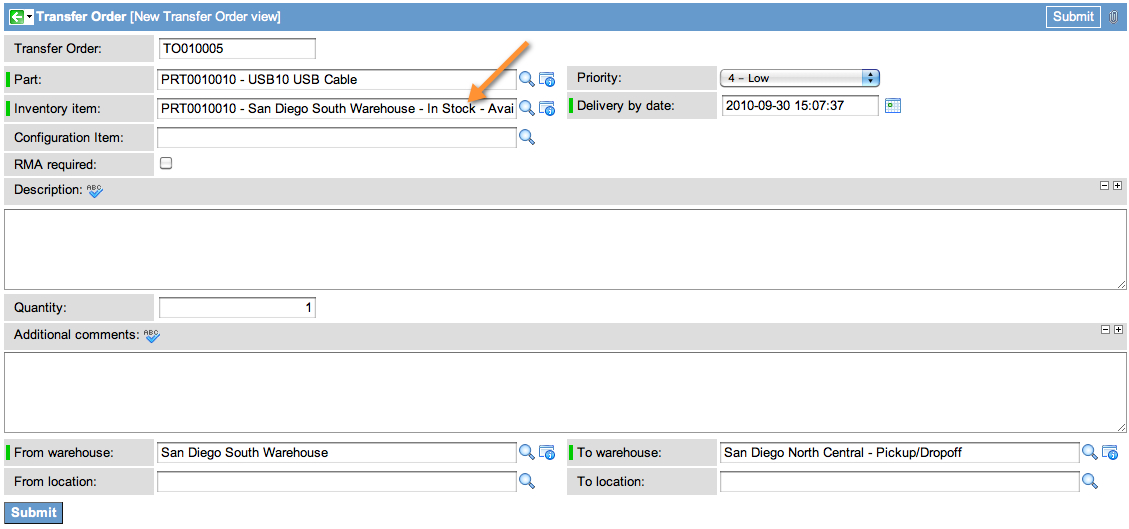 Transfer Order [New Transfer Order view] Submit
Transfer Order: TO010005
Part: PRT0010010 - USB10 USB Cable Priority: 4 – Low
Inventory item: PRT0010010 - San Diego South Warehouse - In Stock - Avai Delivery by date: 2010-09-30 15:07:37
Configuration Item:
RMA required:
Description: ABC
Quantity: 1
Additional comments: ABC
From warehouse: San Diego South Warehouse To warehouse: San Diego North Central - Pickup/Dropoff
From location: To location:
Submit